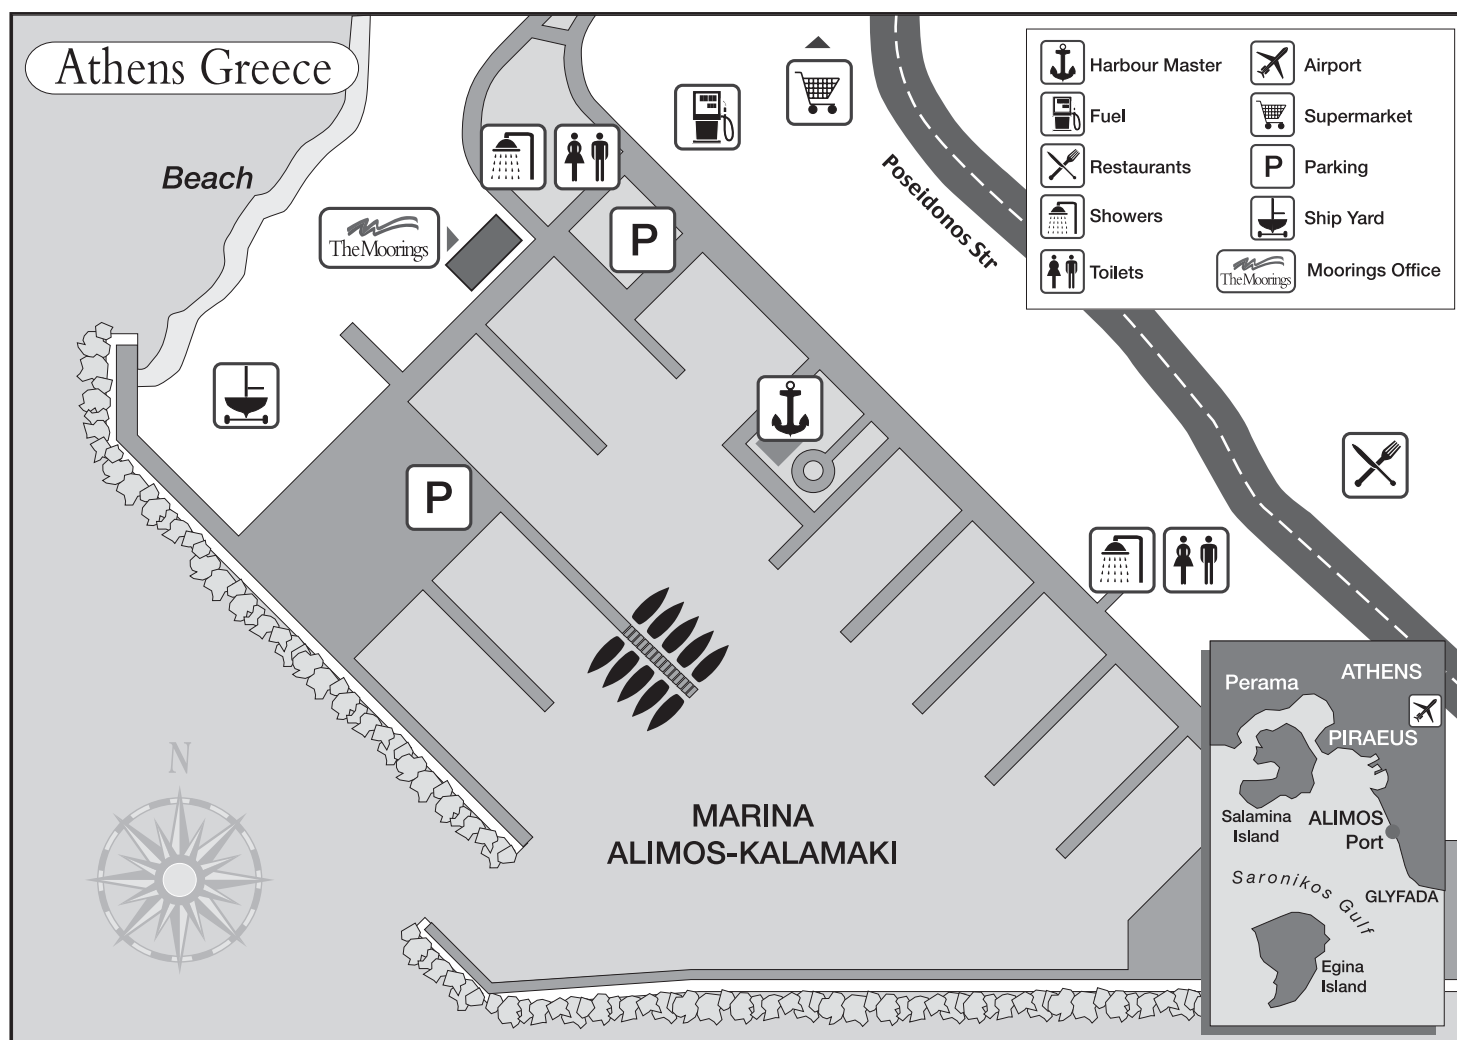 Athens Greece
Beach
The Moorings
P
P
Poseidonos Str
Harbour Master
Airport
Fuel
Supermarket
Restaurants
P
Parking
Showers
Ship Yard
Toilets
The Moorings
Moorings Office
N
MARINA
ALIMOS-KALAMAKI
ATHENS
Perama
PIRAEUS
Salamina
Island
ALIMOS
Port
Saronikos Gulf
GLYFADA
Egina
Island